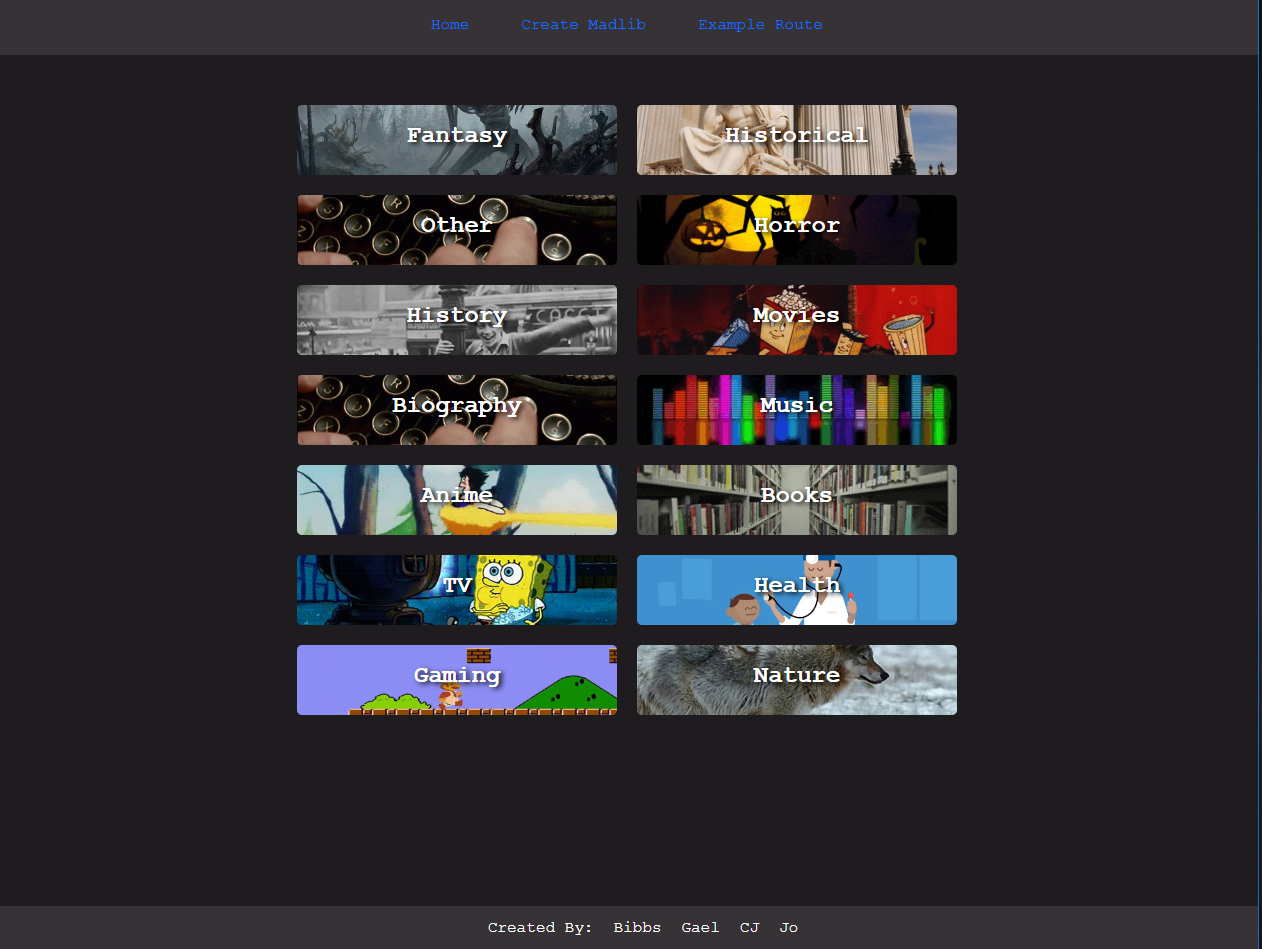 Home Create Madlib Example Route
Fantasy
Historical
Other
Horror
History
Movies
Biography
Music
Anime
Books
TV
Health
Gaming
Nature
Created By: Bibbs Gael CJ Jo